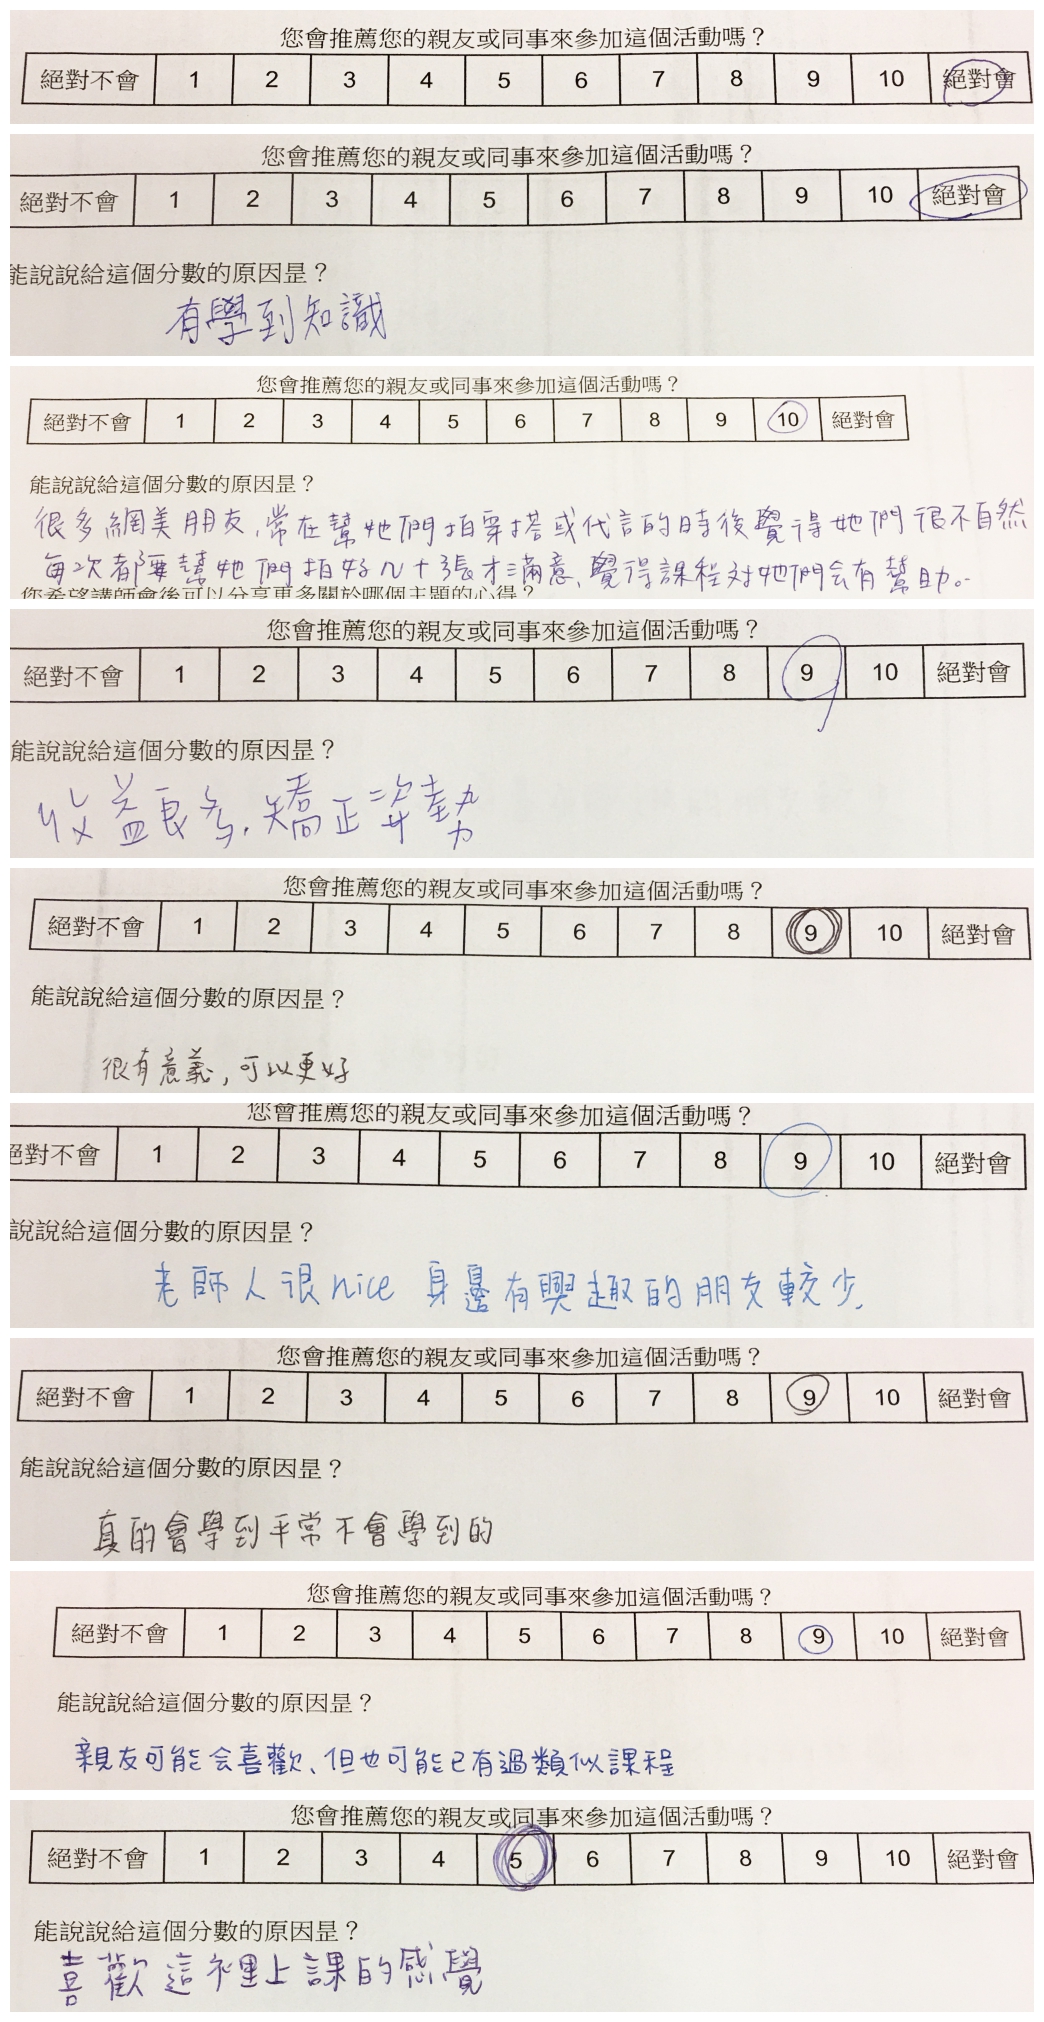 您會推薦您的親友或同事來參加這個活動嗎？
絕對不會 1 2 3 4 5 6 7 8 9 10 絕對會
您會推薦您的親友或同事來參加這個活動嗎？
絕對不會 1 2 3 4 5 6 7 8 9 10 絕對會
能說說給這個分數的原因是？
有學到知識
您會推薦您的親友或同事來參加這個活動嗎？
絕對不會 1 2 3 4 5 6 7 8 9 10 絕對會
能說說給這個分數的原因是？
很多網美朋友,常在幫她們拍穿搭或代言的時後覺得她們很不自然
每次都要幫她們拍好几十張才滿意、覺得課程对她們会有幫助。
您希望講師會後可以分享更多關於哪個主題的心得？
您會推薦您的親友或同事來參加這個活動嗎？
絕對不會 1 2 3 4 5 6 7 8 9 10 絕對會
能說說給這個分數的原因是？
收益良多,矯正姿勢
您會推薦您的親友或同事來參加這個活動嗎？
絕對不會 1 2 3 4 5 6 7 8 9 10 絕對會
能說說給這個分數的原因是？
很有意義,可以更好
您會推薦您的親友或同事來參加這個活動嗎？
絕對不會 1 2 3 4 5 6 7 8 9 10 絕對會
說說給這個分數的原因是？
老師人很nice 身邊有興趣的朋友較少,
您會推薦您的親友或同事來參加這個活動嗎？
絕對不會 1 2 3 4 5 6 7 8 9 10 絕對會
能說說給這個分數的原因是？
真的會學到平常不會學到的
您會推薦您的親友或同事來參加這個活動嗎？
絕對不會 1 2 3 4 5 6 7 8 9 10 絕對會
能說說給這個分數的原因是？
親友可能会喜歡、但也可能已有過類似課程
您會推薦您的親友或同事來參加這個活動嗎？
絕對不會 1 2 3 4 5 6 7 8 9 10 絕對會
能說說給這個分數的原因是？
喜歡這裡上課的感覺